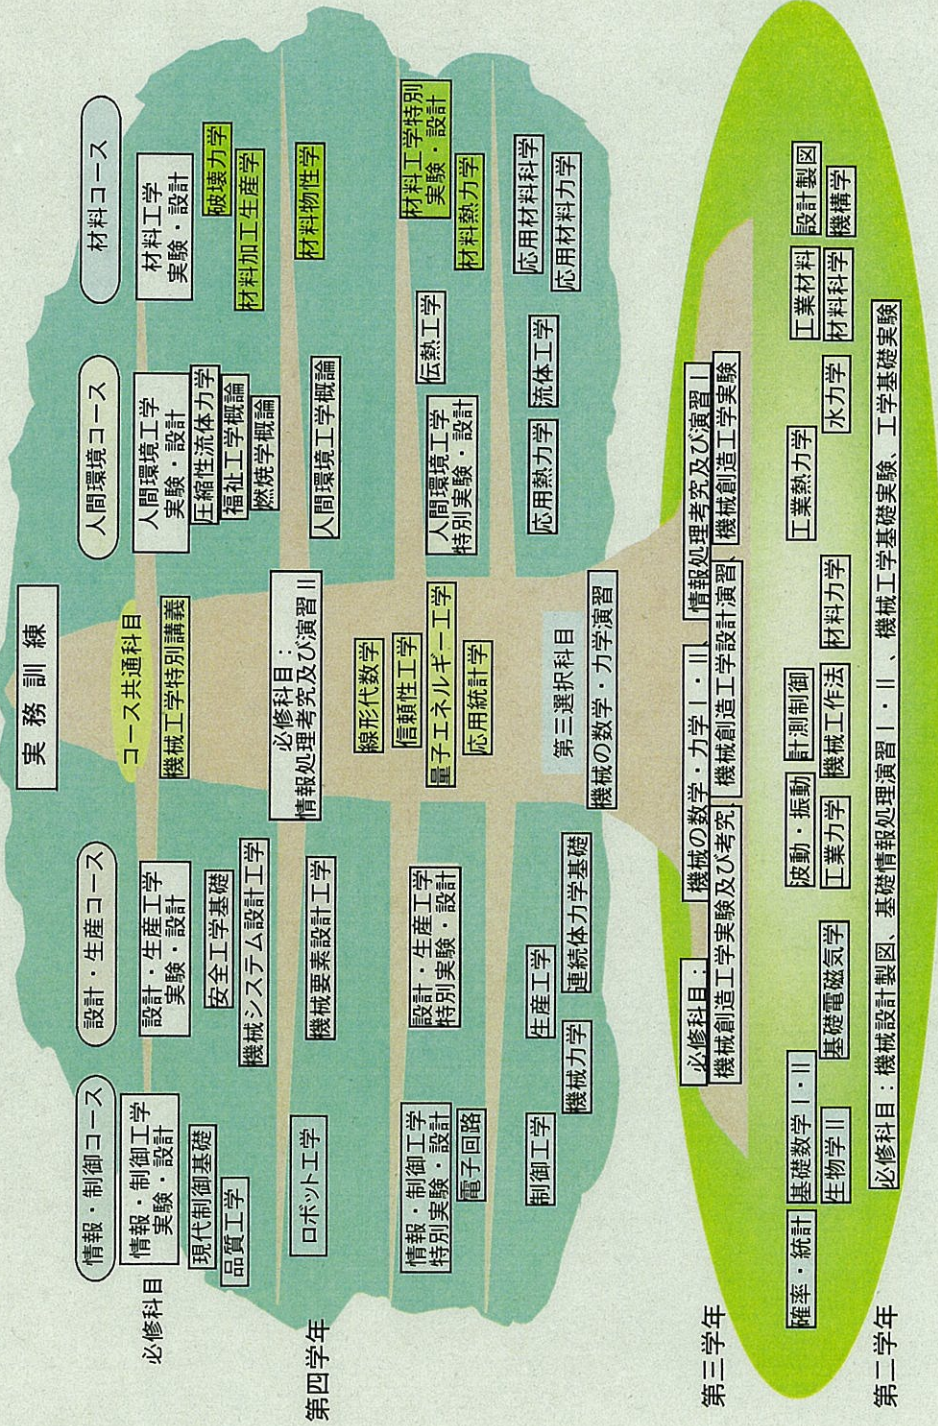 実務訓練
情報・制御コース
設計・生産コース
人間環境コース
材料コース
コース共通科目
必修科目
情報・制御工学
実験・設計
設計・生産工学
実験・設計
人間環境工学
実験・設計
材料工学
実験・設計
機械工学特別講義
現代制御基礎
品質工学
安全工学基礎
機械システム設計工学
圧縮性流体力学
福祉工学概論
燃焼学概論
破壊力学
材料加工生産学
第四学年
ロボット工学
機械要素設計工学
必修科目：
情報処理考究及び演習Ⅱ
人間環境工学概論
材料物性学
線形代数学
信頼性工学
量子エネルギー工学
応用統計学
情報・制御工学
特別実験・設計
電子回路
設計・生産工学
特別実験・設計
人間環境工学
特別実験・設計
伝熱工学
材料工学特別
実験・設計
材料熱力学
第三選択科目
制御工学
機械力学
生産工学
連続体力学基礎
機械の数学・力学演習
応用熱力学
流体工学
応用材料科学
応用材料力学
第三学年
必修科目：
機械の数学・力学Ⅰ・Ⅱ、
情報処理考究及び演習Ⅰ
機械創造工学実験及び考究、
機械創造工学設計演習、
機械創造工学実験
確率・統計
基礎数学Ⅰ・Ⅱ
生物学Ⅱ
基礎電磁気学
波動・振動
計測制御
工業力学
機械工作法
材料力学
工業熱力学
水力学
工業材料
材料科学
設計製図
機構学
第二学年
必修科目：機械設計製図、基礎情報処理演習Ⅰ・Ⅱ、機械工学基礎実験、工学基礎実験